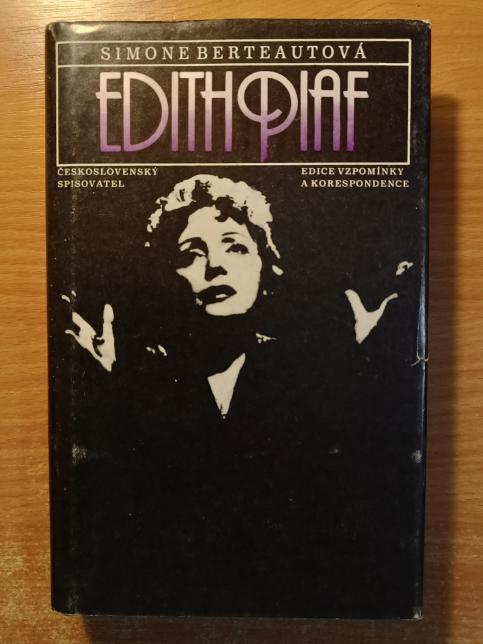 SIMONE BERTEAUTOVÁ
EDITH PIAF
ČESKOSLOVENSKÝ
SPISOVATEL
EDICE VZPOMÍNKY
A KORESPONDENCE